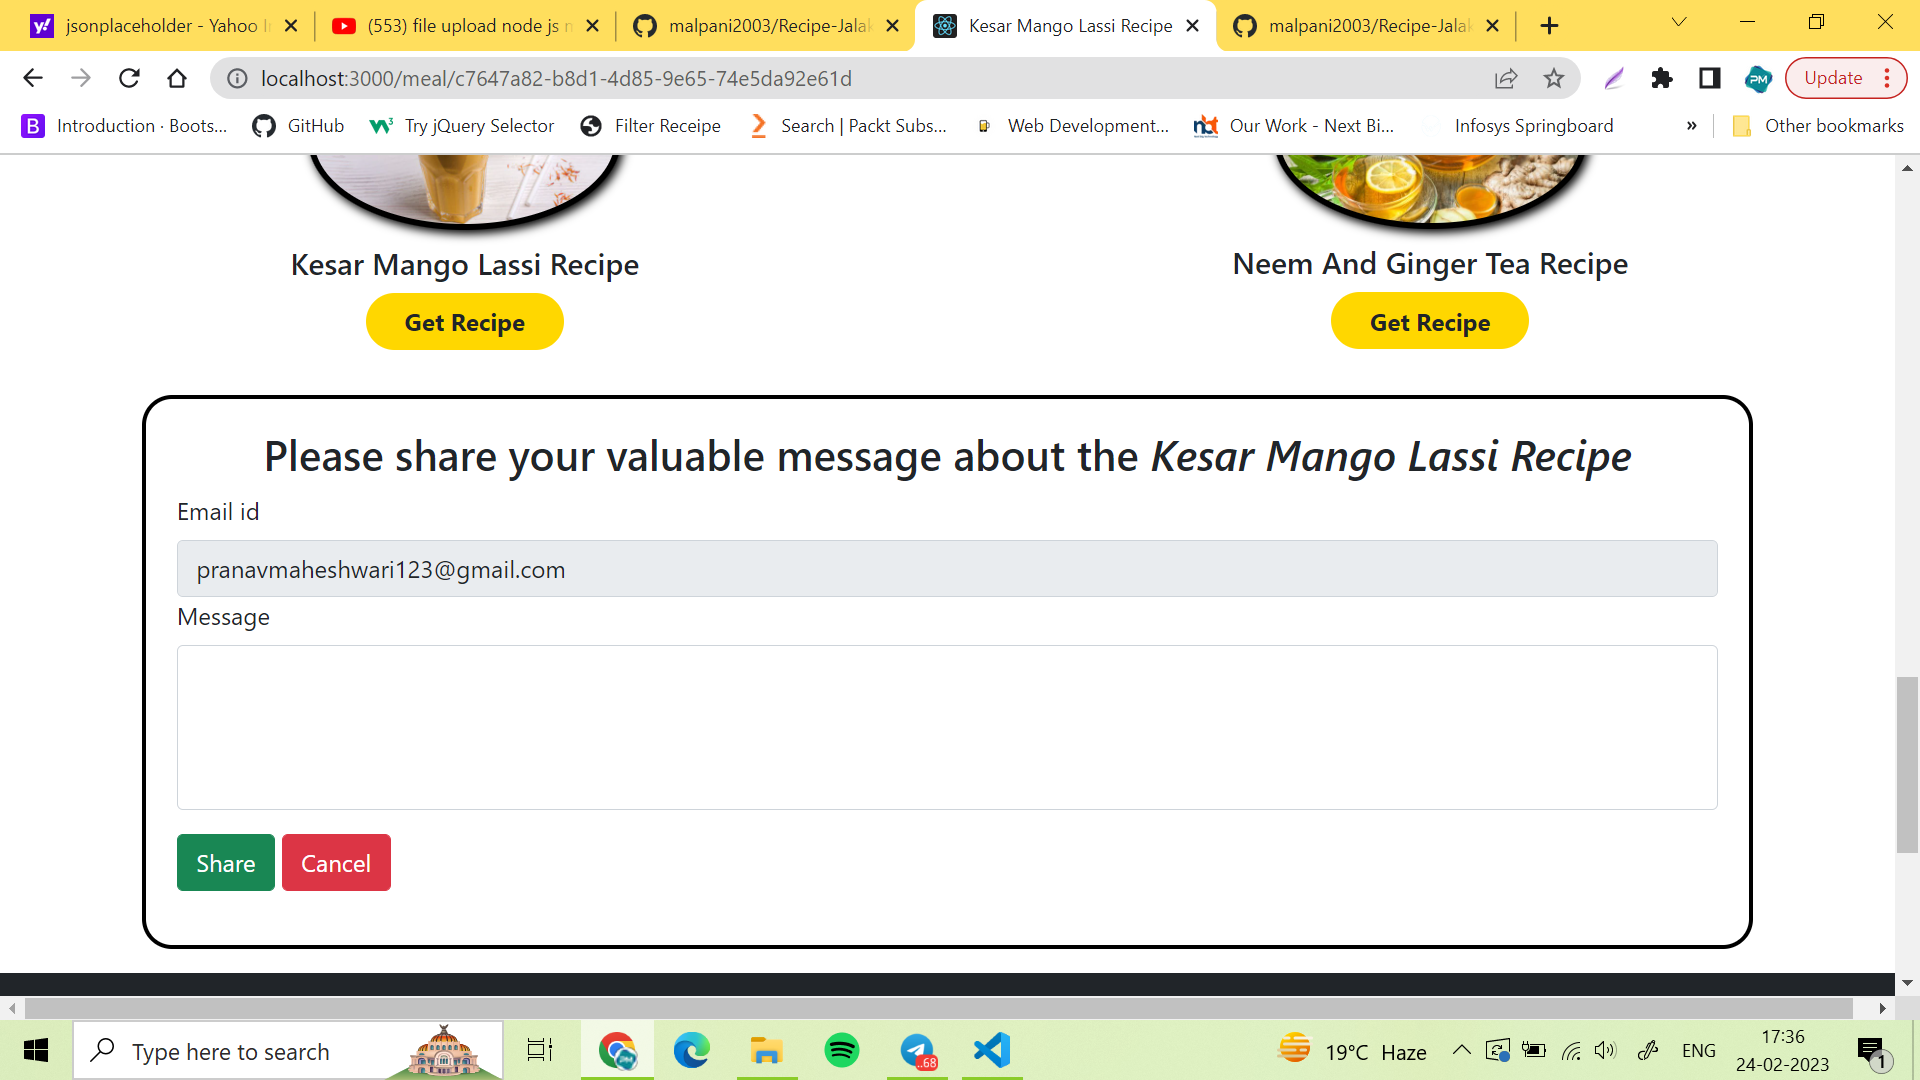 jsonplaceholder - Yahoo I
(553) file upload node js n
malpani2003/Recipe-Jalak
Kesar Mango Lassi Recipe
malpani2003/Recipe-Jalak
localhost:3000/meal/c7647a82-b8d1-4d85-9e65-74e5da92e61d
PM
Update
B
Introduction · Boots...
GitHub
Try jQuery Selector
Filter Receipe
Search | Packt Subs...
Web Development...
Our Work - Next Bi...
Infosys Springboard
»
Other bookmarks
Kesar Mango Lassi Recipe
Neem And Ginger Tea Recipe
Get Recipe
Get Recipe
Please share your valuable message about the Kesar Mango Lassi Recipe
Email id
pranavmaheshwari123@gmail.com
Message
Share
Cancel
Type here to search
PM
..68
19°C Haze
ENG
17:36
24-02-2023
1